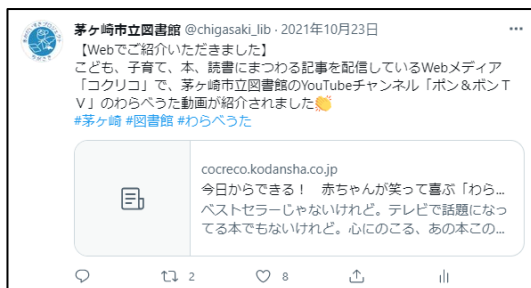 茅ヶ崎市立図書館 @chigasaki_lib · 2021年10月23日
【Webでご紹介いただきました】
こども、子育て、本、読書にまつわる記事を配信しているWebメディア
「コクリコ」で、茅ヶ崎市立図書館のYouTubeチャンネル「ポン＆ボンT
V」のわらべうた動画が紹介されました👏
#茅ヶ崎 #図書館 #わらべうた
cocreco.kodansha.co.jp
今日からできる！　赤ちゃんが笑って喜ぶ「わら...
ベストセラーじゃないけれど。テレビで話題になっ
てる本でもないけれど。心にのこる、あの本この...
2
8